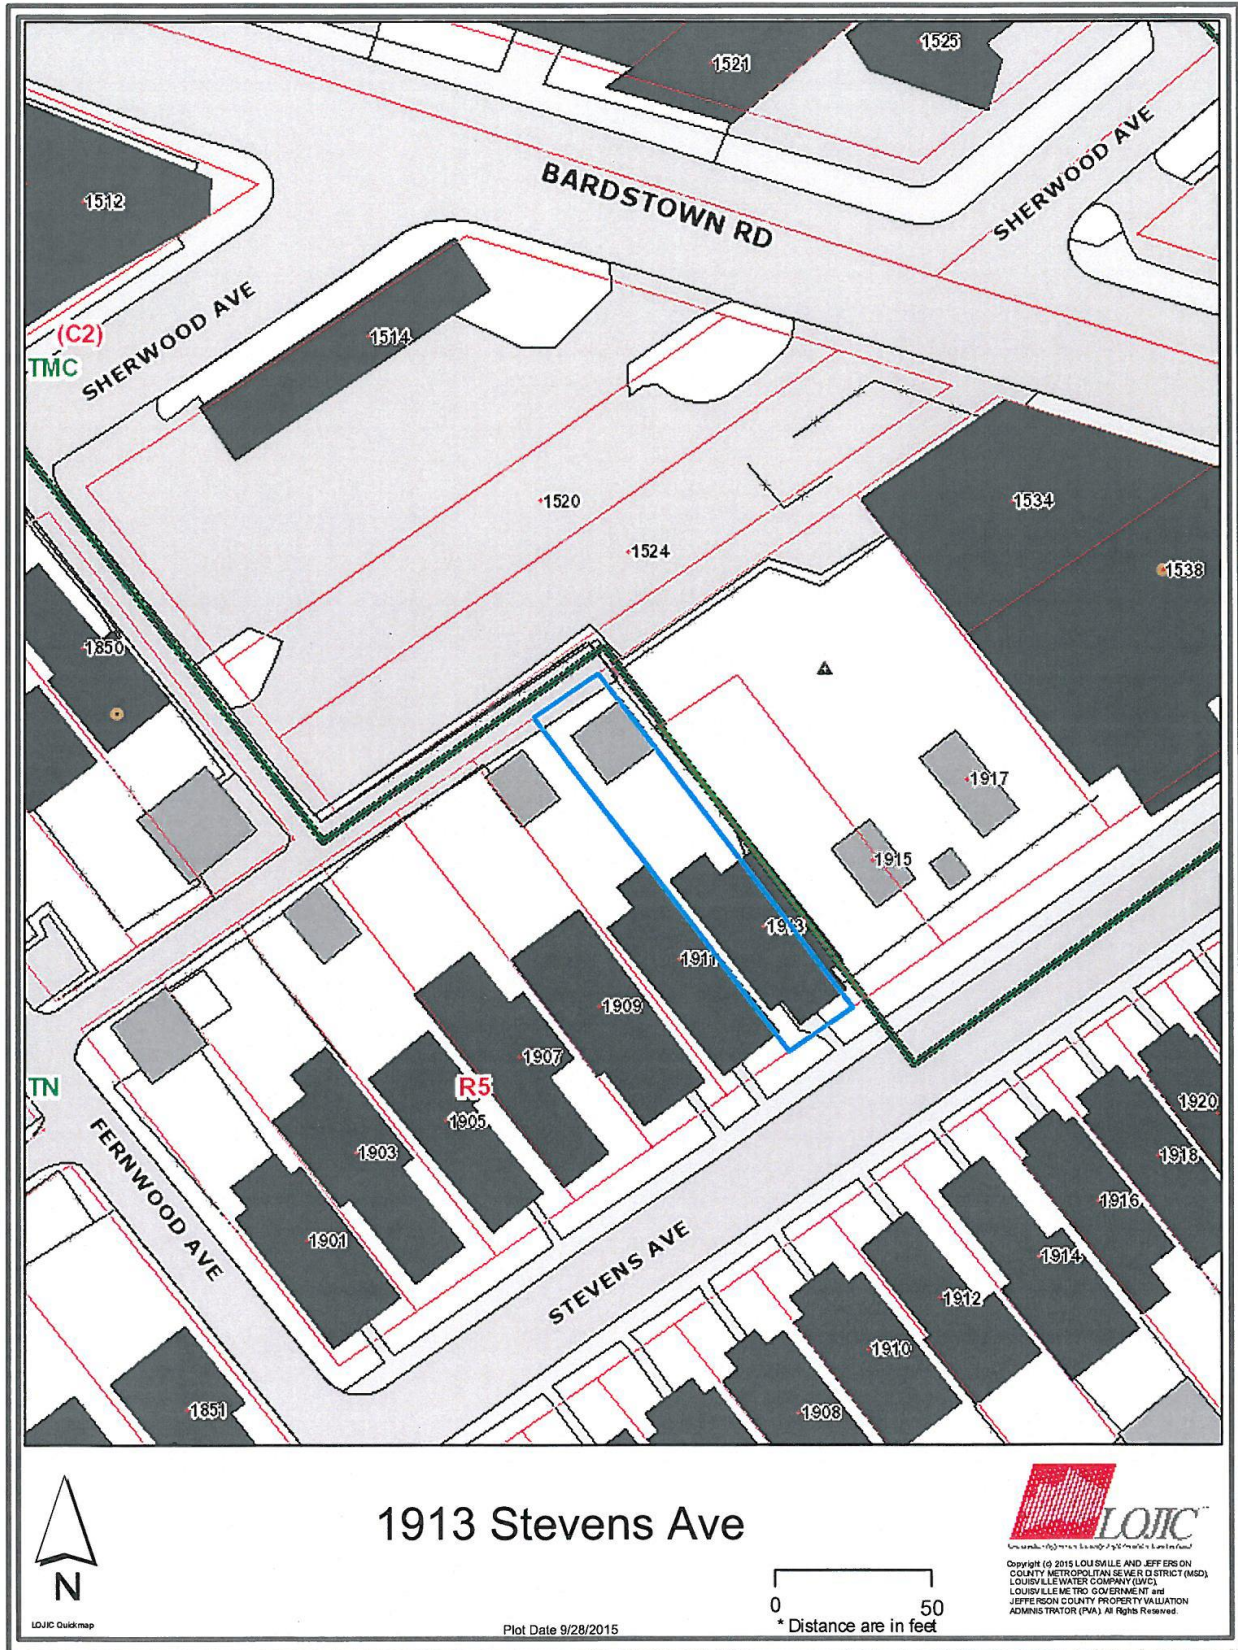 1525
1521
BARDSTOWN RD
SHERWOOD AVE
1512
SHERWOOD AVE
(C2)
TMC
1514
1520
1524
1534
1538
1850
1917
1915
1913
1911
1909
1907
R5
1905
1903
1901
TN
FERNWOOD AVE
STEVENS AVE
1920
1918
1916
1914
1912
1910
1908
1851
1913 Stevens Ave
N
LOJIC Quickmap
Plot Date 9/28/2015
0 50
* Distance are in feet
LOJIC
Copyright (c) 2015 LOUISVILLE AND JEFFERSON
COUNTY METROPOLITAN SEWER DISTRICT (MSD),
LOUISVILLE WATER COMPANY (LWC),
LOUISVILLE METRO GOVERNMENT and
JEFFERSON COUNTY PROPERTY VALUATION
ADMINISTRATOR (PVA). All Rights Reserved.